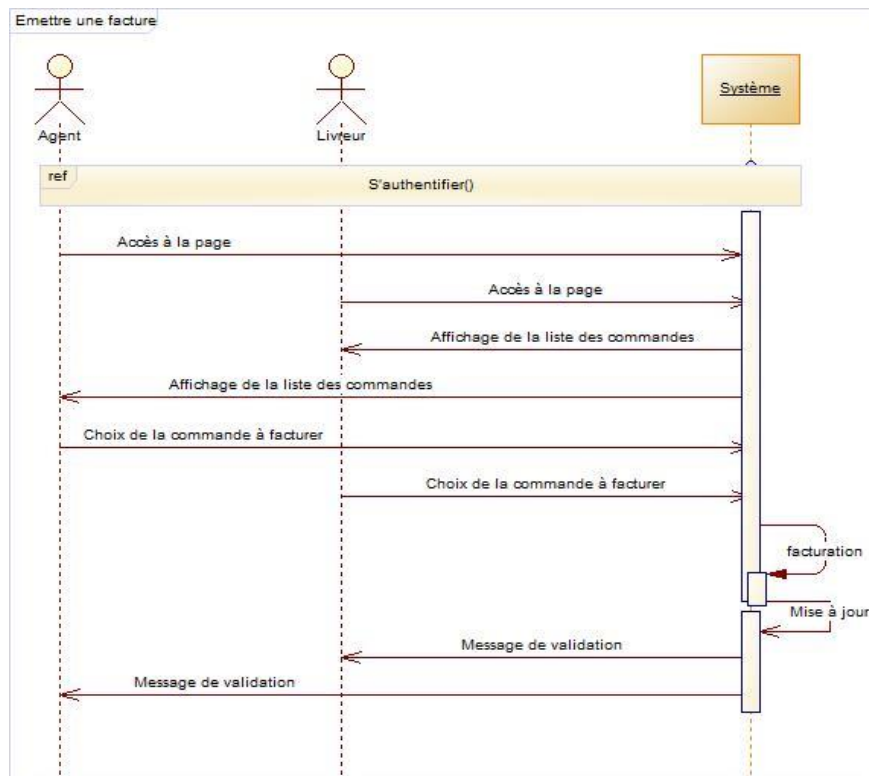 Emettre une facture
Agent
Livreur
Système
ref
S'authentifier()
Accès à la page
Accès à la page
Affichage de la liste des commandes
Affichage de la liste des commandes
Choix de la commande à facturer
Choix de la commande à facturer
facturation
Mise à jour
Message de validation
Message de validation